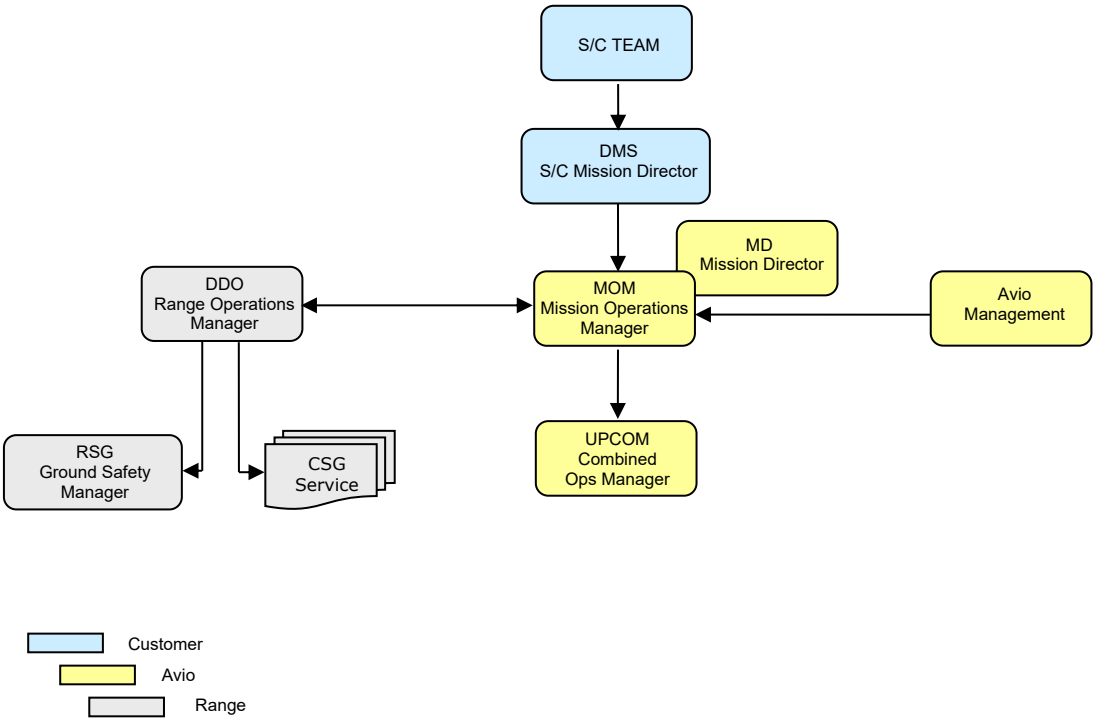 S/C TEAM
DMS
S/C Mission Director
MD
Mission Director
DDO
Range Operations
Manager
MOM
Mission Operations
Manager
Avio
Management
RSG
Ground Safety
Manager
CSG
Service
UPCOM
Combined
Ops Manager
Customer
Avio
Range